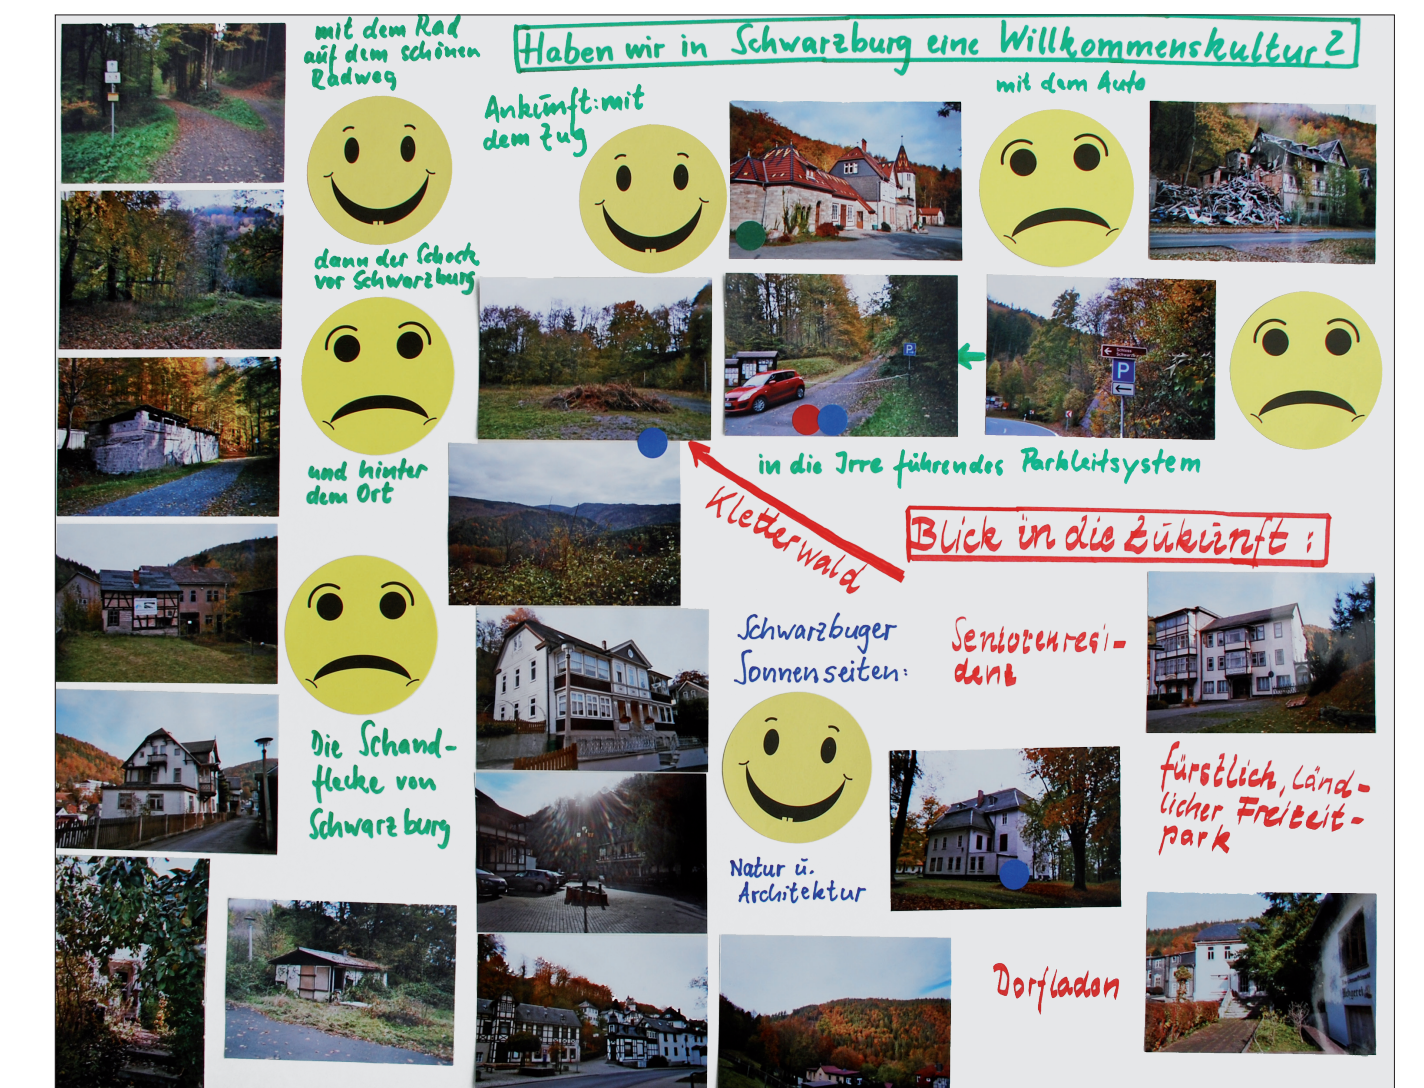 Haben wir in Schwarzburg eine Willkommenskultur?
mit dem Rad
auf dem schönen
Radweg
Ankunft: mit
dem Zug
mit dem Auto
dann der Schock
vor Schwarzburg
und hinter
dem Ort
in die Irre führendes Parkleitsystem
P
P
Kletterwald
Blick in die Zukunft:
Die Schand-
flecke von
Schwarzburg
Schwarzbuger
Sonnenseiten:
Natur u.
Architektur
Seniorenresi-
denz
fürstlich, Länd-
licher Freizeit-
park
Dorfladen